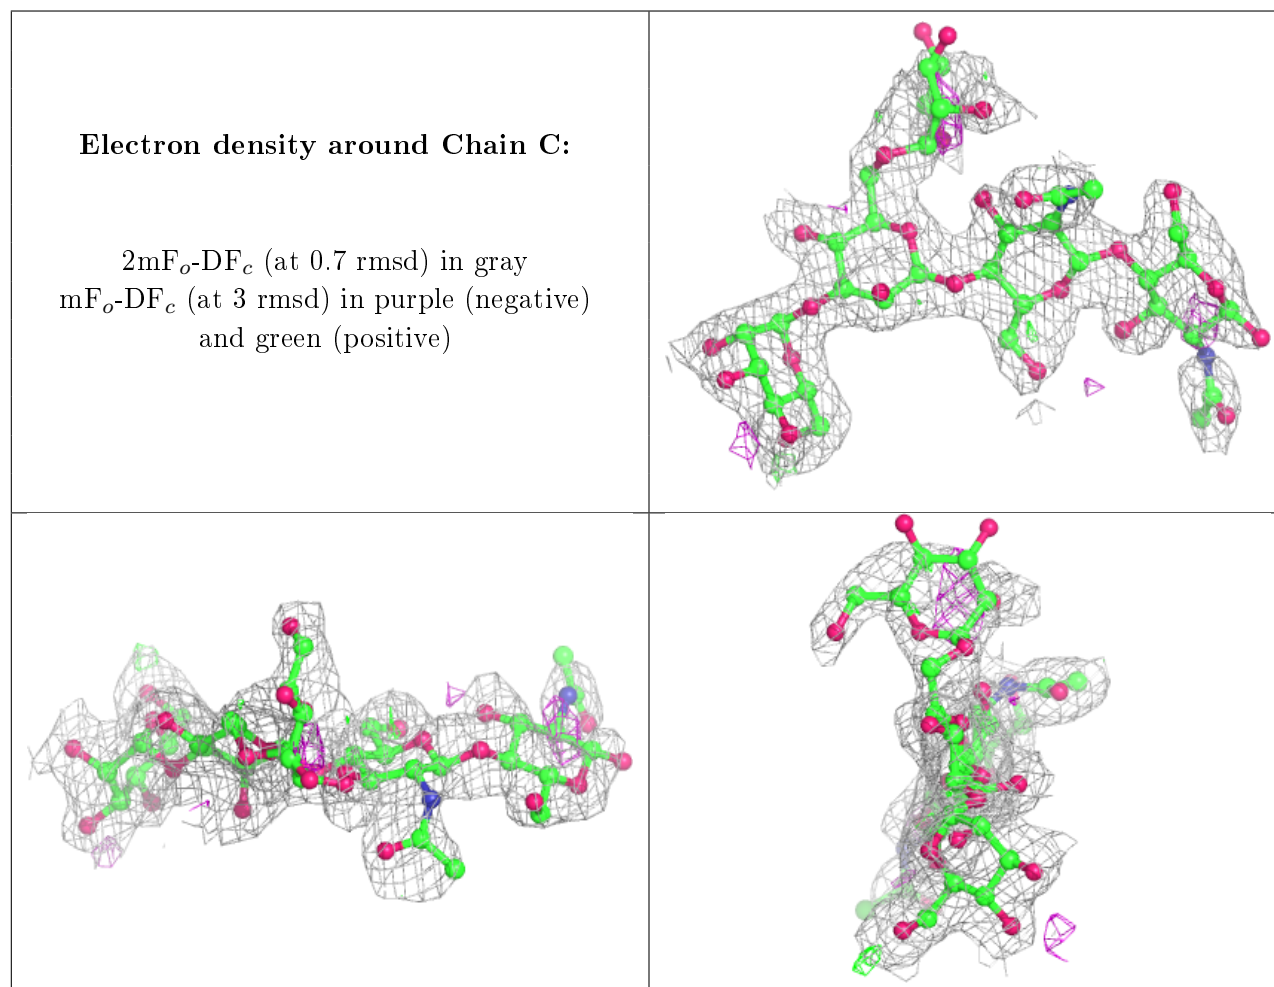 Electron density around Chain C:
2mFₒ-DF𝒸 (at 0.7 rmsd) in gray
mFₒ-DF𝒸 (at 3 rmsd) in purple (negative)
and green (positive)